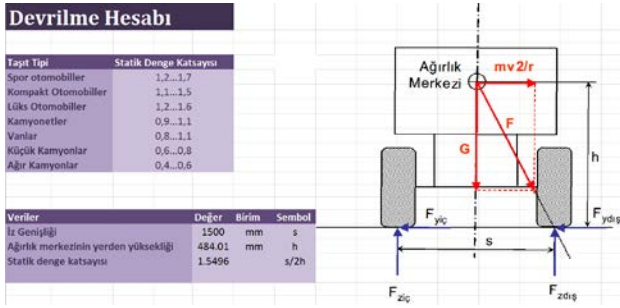 Devrilme Hesabı
Taşıt Tipi Statik Denge Katsayısı
Spor otomobiller 1,2...1,7
Kompakt Otomobiller 1,1...1,5
Lüks Otomobiller 1,2...1.6
Kamyonetler 0,9...1,1
Vanlar 0,8...1,1
Küçük Kamyonlar 0,6...0,8
Ağır Kamyonlar 0,4...0,6
Veriler Değer Birim Sembol
İz Genişliği 1500 mm s
Ağırlık merkezinin yerden yüksekliği 484.01 mm h
Statik denge katsayısı 1.5496 s/2h
Ağırlık
Merkezi
mv2/r
F
G
h
Fyiç
Fydış
s
Fziç
Fzdış